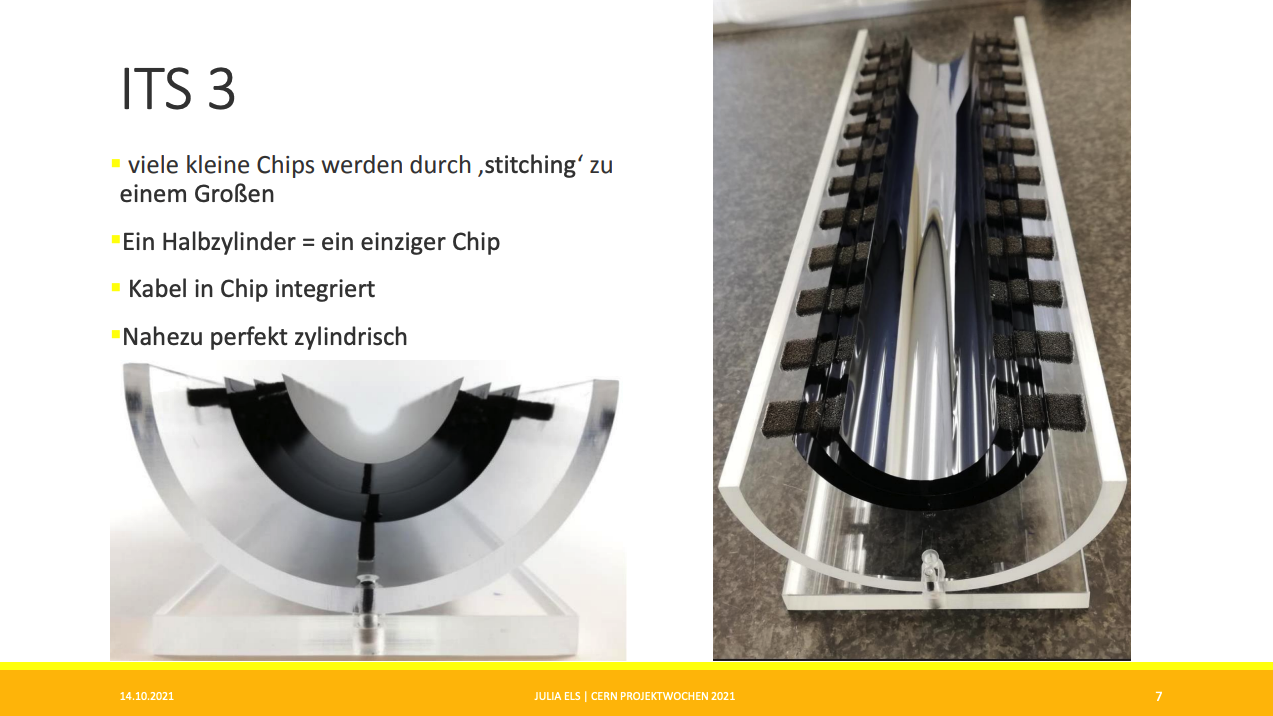 ITS 3
viele kleine Chips werden durch ‚stitching‘ zu
einem Großen
Ein Halbzylinder = ein einziger Chip
Kabel in Chip integriert
Nahezu perfekt zylindrisch
14.10.2021
JULIA ELS | CERN PROJEKTWOCHEN 2021
7